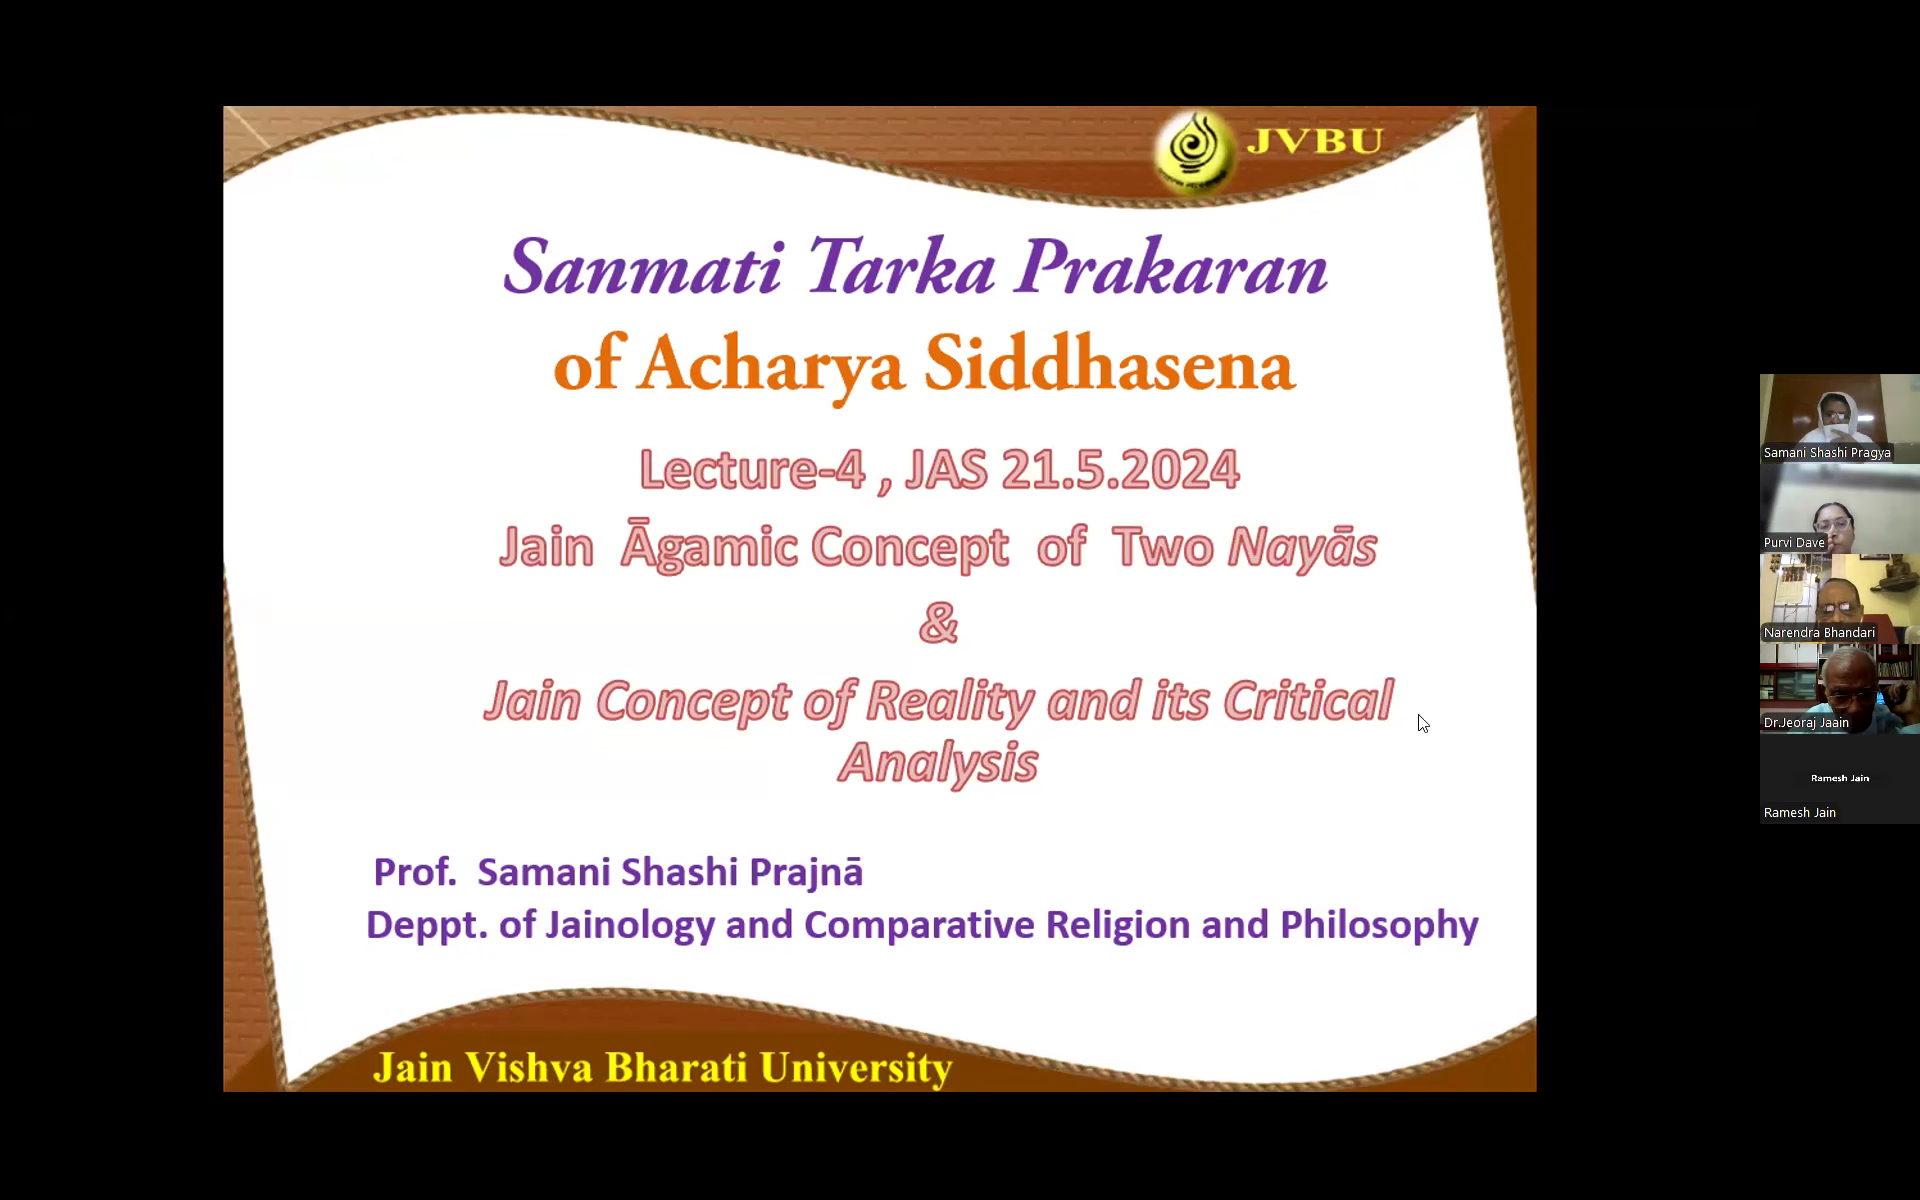 JVBU
Sanmati Tarka Prakaran
of Acharya Siddhasena
Lecture-4 , JAS 21.5.2024
Jain Āgamic Concept of Two Nayās
&
Jain Concept of Reality and its Critical
Analysis
Prof. Samani Shashi Prajnā
Deppt. of Jainology and Comparative Religion and Philosophy
Jain Vishva Bharati University
Samani Shashi Pragya
Purvi Dave
Narendra Bhandari
Dr.Jeoraj Jaain
Ramesh Jain
Ramesh Jain